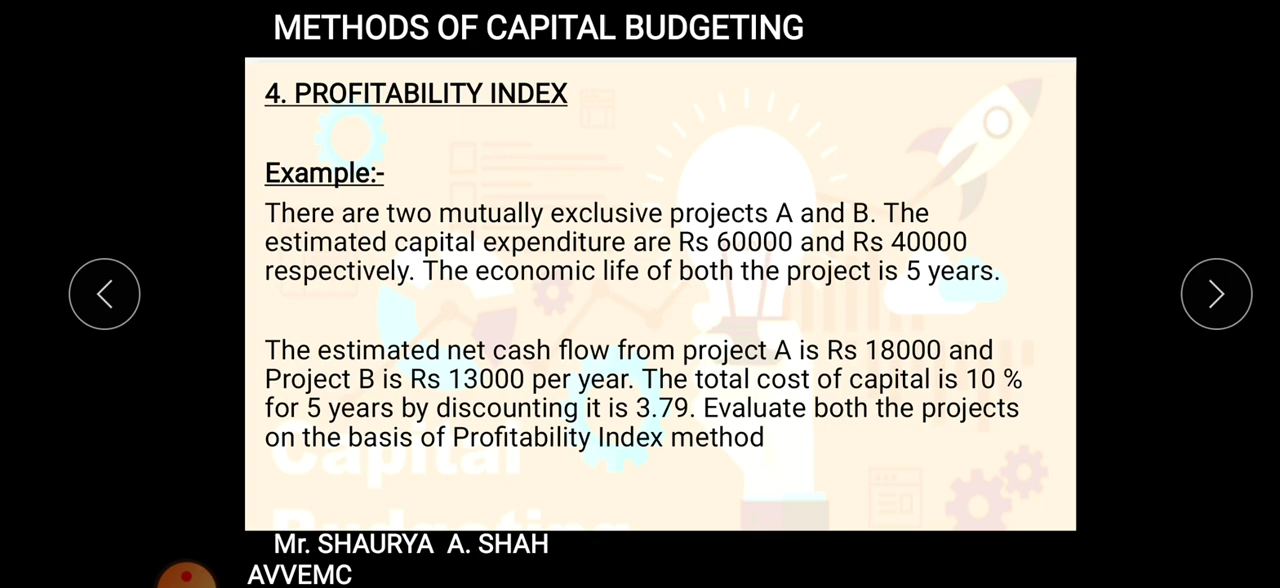 METHODS OF CAPITAL BUDGETING
4. PROFITABILITY INDEX
Example:-
There are two mutually exclusive projects A and B. The
estimated capital expenditure are Rs 60000 and Rs 40000
respectively. The economic life of both the project is 5 years.
The estimated net cash flow from project A is Rs 18000 and
Project B is Rs 13000 per year. The total cost of capital is 10 %
for 5 years by discounting it is 3.79. Evaluate both the projects
on the basis of Profitability Index method
Capital
Budgeting
Mr. SHAURYA A. SHAH
AVVEMC